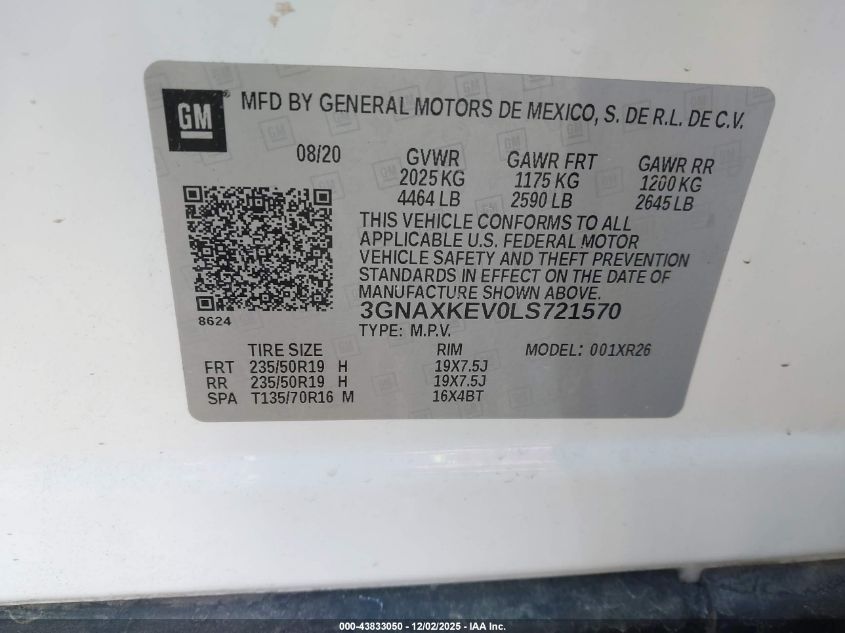 GM
MFD BY GENERAL MOTORS DE MEXICO, S. DE R.L. DE C.V.
08/20 GVWR GAWR FRT GAWR RR
2025 KG 1175 KG 1200 KG
4464 LB 2590 LB 2645 LB
THIS VEHICLE CONFORMS TO ALL
APPLICABLE U.S. FEDERAL MOTOR
VEHICLE SAFETY AND THEFT PREVENTION
STANDARDS IN EFFECT ON THE DATE OF
MANUFACTURE SHOWN ABOVE.
3GNAXKEV0LS721570
8624
TYPE: M.P.V.
TIRE SIZE RIM MODEL: 001XR26
FRT 235/50R19 H 19X7.5J
RR 235/50R19 H 19X7.5J
SPA T135/70R16 M 16X4BT
000-43833050 - 12/02/2025 - IAA Inc.